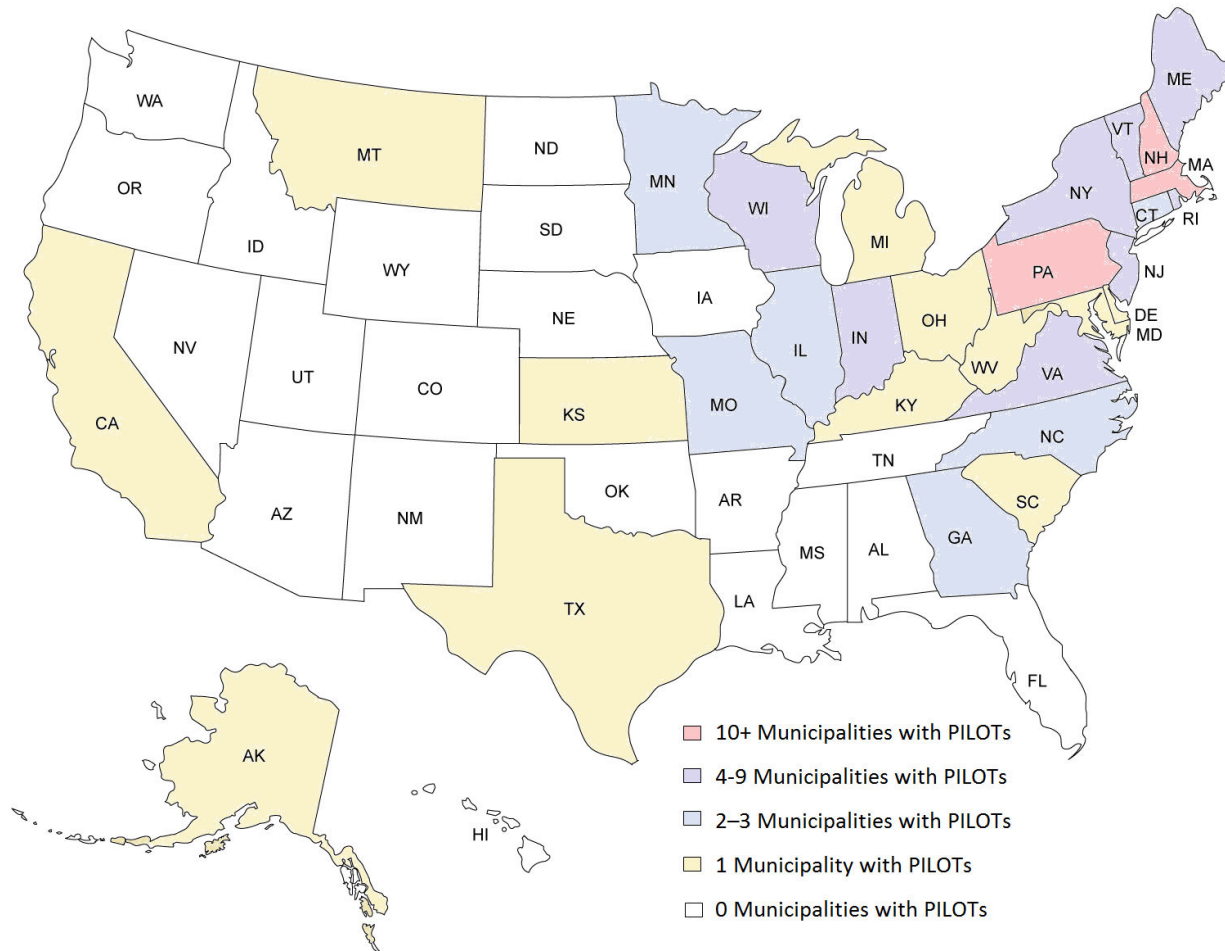 WA
MT
ND
MN
OR
ID
SD
WI
MI
WY
NE
IA
NV
UT
CO
CA
KS
MO
IL
IN
OH
PA
NY
VT
NH
ME
MA
CT
RI
NJ
DE
MD
WV
VA
KY
NC
TN
SC
AZ
NM
OK
AR
MS
AL
GA
LA
TX
FL
AK
HI
10+ Municipalities with PILOTs
4-9 Municipalities with PILOTs
2–3 Municipalities with PILOTs
1 Municipality with PILOTs
0 Municipalities with PILOTs